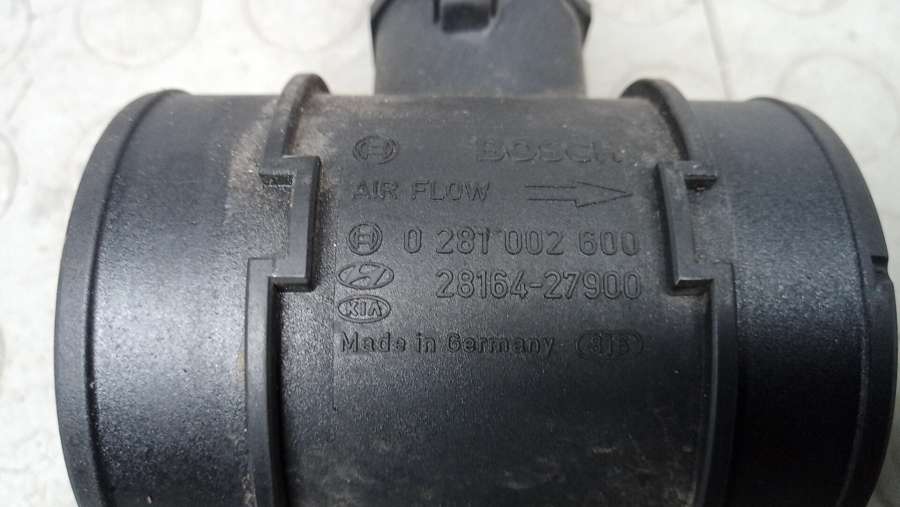 BOSCH
AIR FLOW
0 281 002 600
28164-27900
KIA
Made in Germany